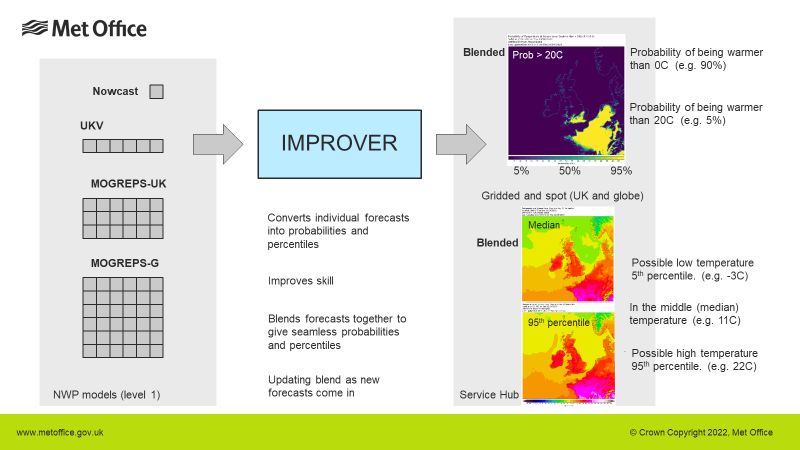 Met Office
Nowcast
UKV
MOGREPS-UK
MOGREPS-G
NWP models (level 1)
IMPROVER
Converts individual forecasts
into probabilities and
percentiles
Improves skill
Blends forecasts together to
give seamless probabilities
and percentiles
Updating blend as new
forecasts come in
Blended
Prob > 20C
5% 50% 95%
Probability of being warmer
than 0C (e.g. 90%)
Probability of being warmer
than 20C (e.g. 5%)
Gridded and spot (UK and globe)
Blended
Median
95th percentile
Service Hub
Possible low temperature
5th percentile. (e.g. -3C)
In the middle (median)
temperature (e.g. 11C)
Possible high temperature
95th percentile. (e.g. 22C)
www.metoffice.gov.uk
© Crown Copyright 2022, Met Office